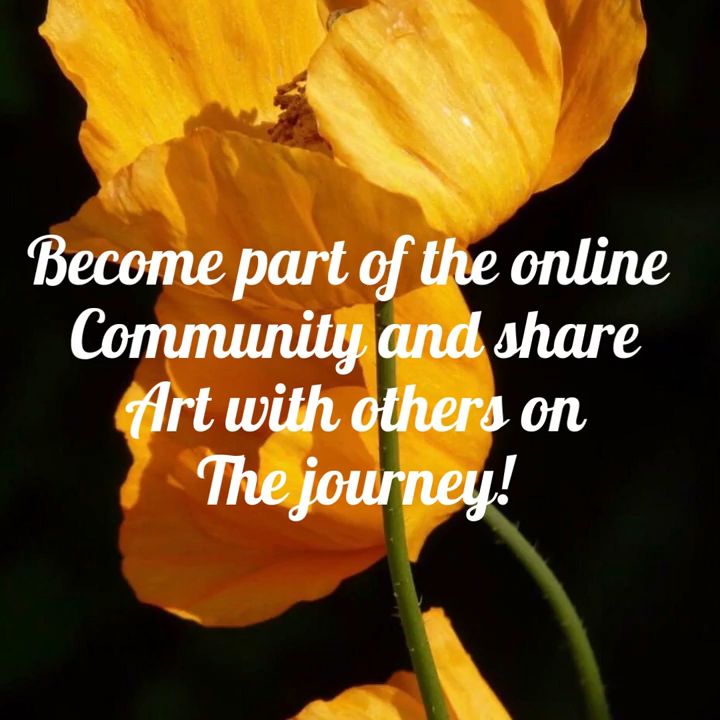 Become part of the online
Community and share
Art with others on
The journey!